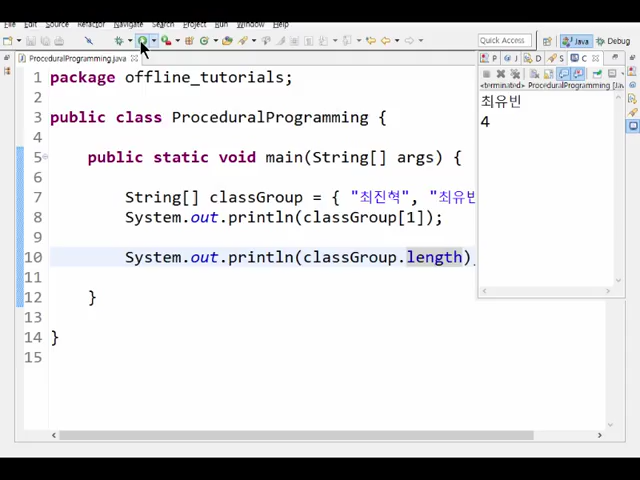 File Edit Source Refactor Navigate Search Project Run Window Help
Quick Access
Java
Debug
ProceduralProgramming.java
P
J
D
S
C
<terminated> ProceduralProgramming [Java
최유빈
4
1 package offline_tutorials;
2
3 public class ProceduralProgramming {
4
5 public static void main(String[] args) {
6
7 String[] classGroup = { "최진혁", "최유빈
8 System.out.println(classGroup[1]);
9
10 System.out.println(classGroup.length)
11
12 }
13
14 }
15